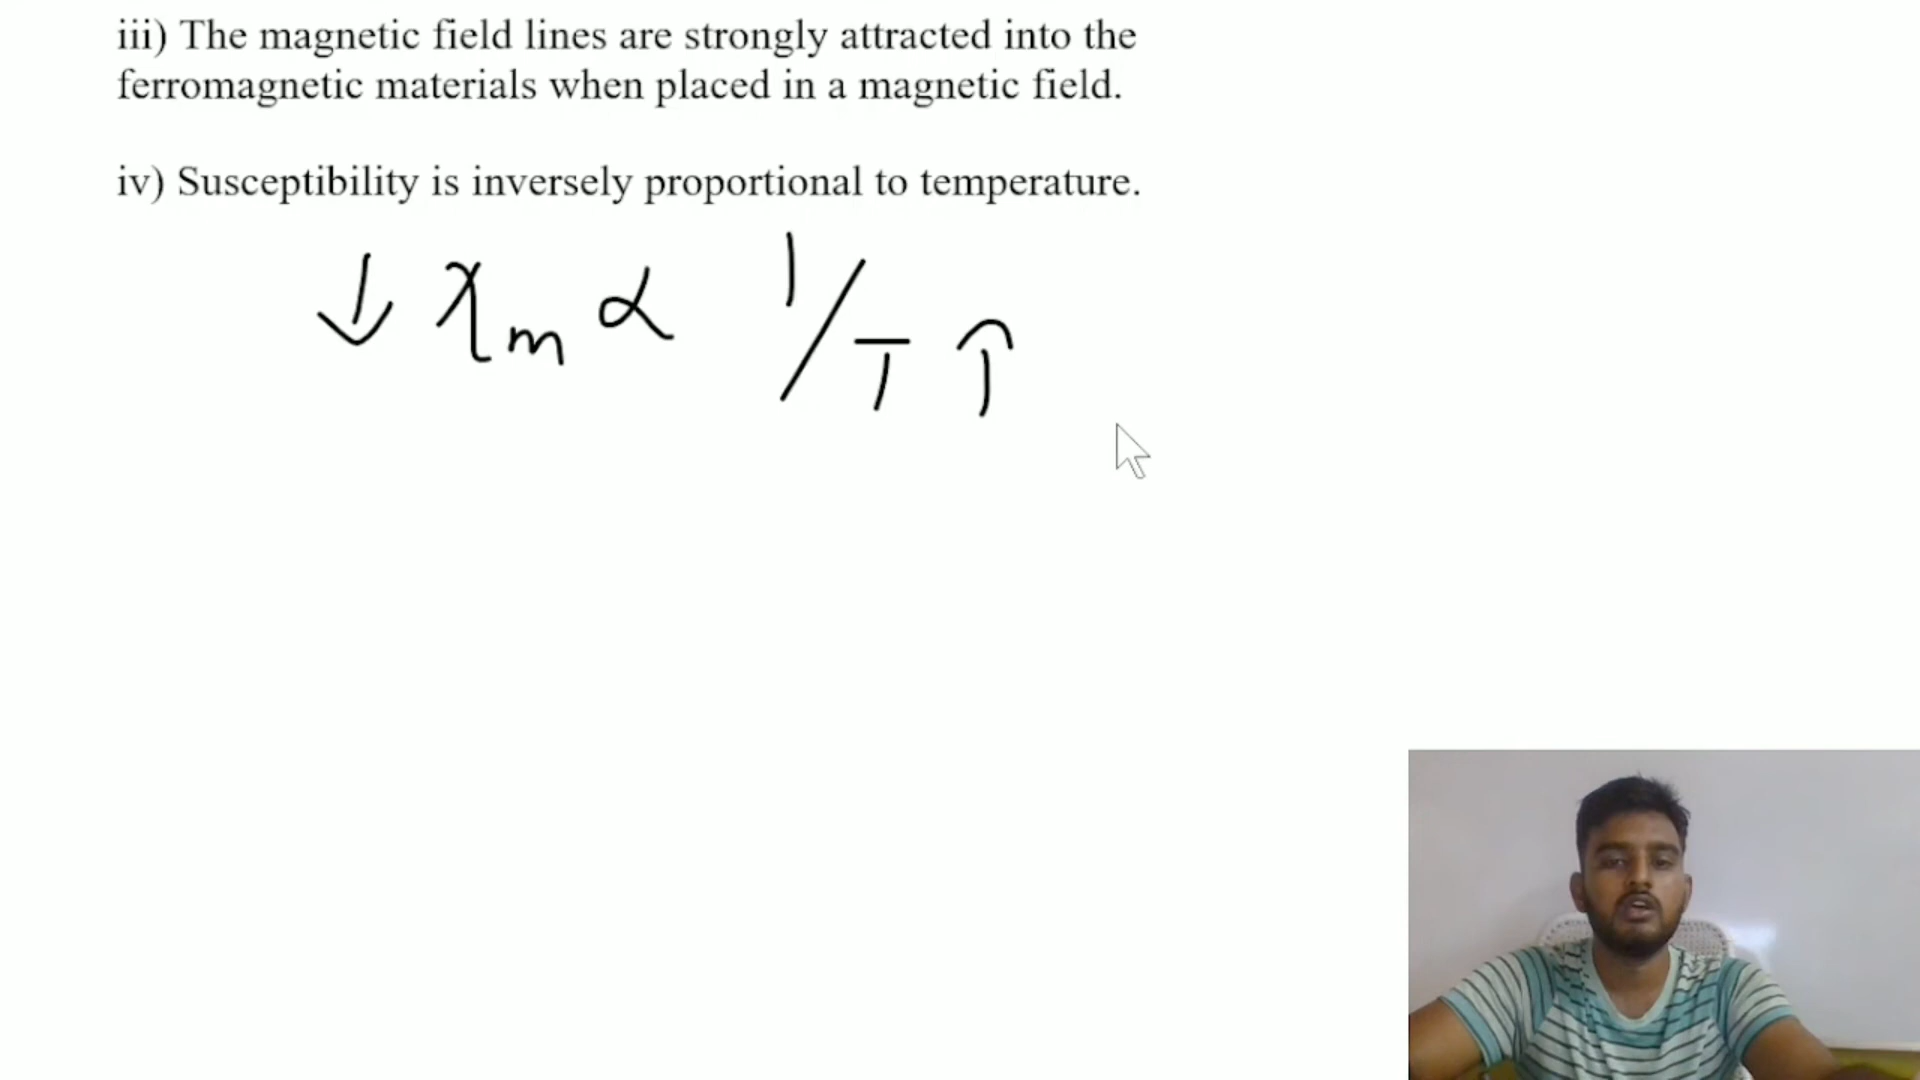 iii) The magnetic field lines are strongly attracted into the
ferromagnetic materials when placed in a magnetic field.
iv) Susceptibility is inversely proportional to temperature.
↓ χm ∝ 1/T ↑